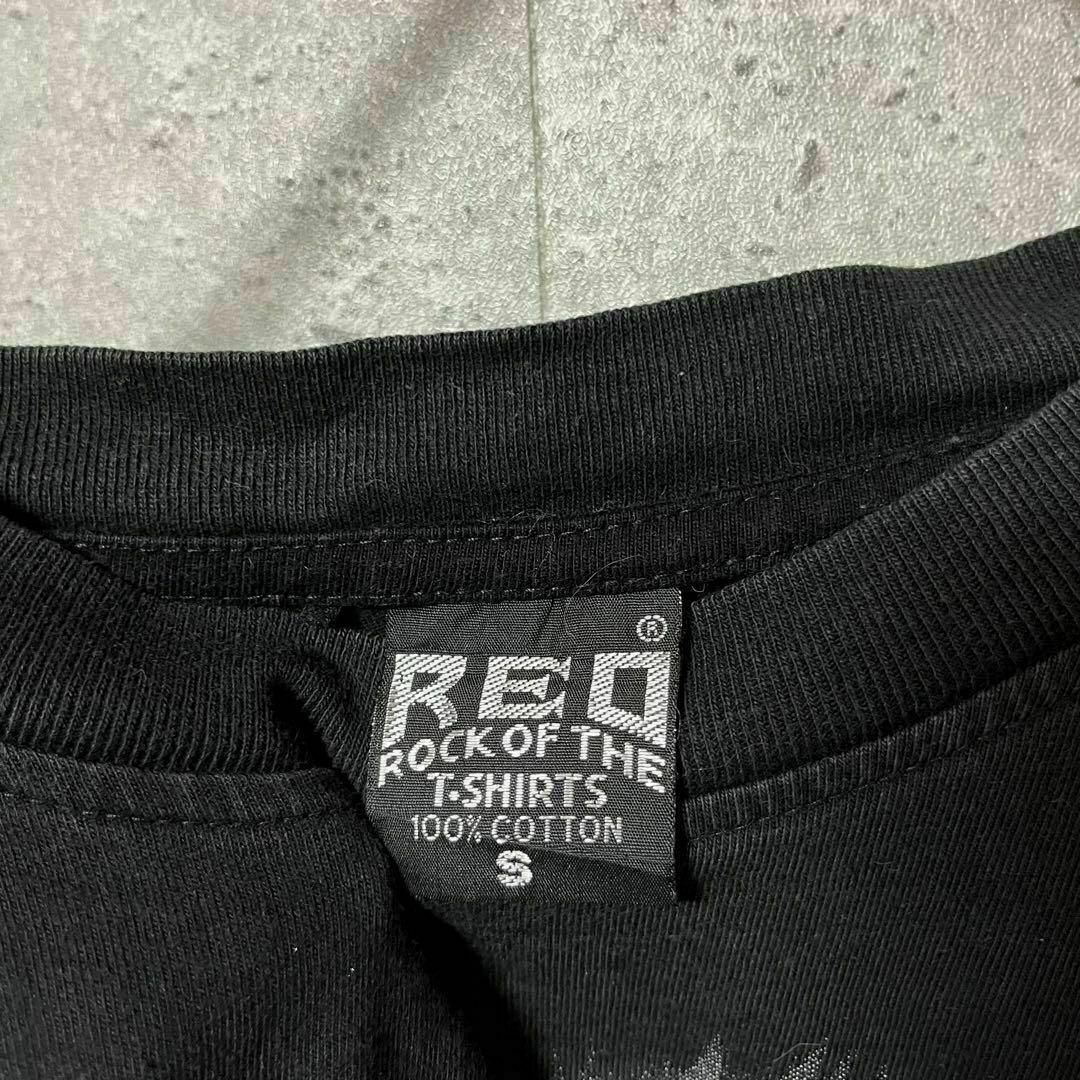 ®
REO
ROCK OF THE
T-SHIRTS
100% COTTON
S